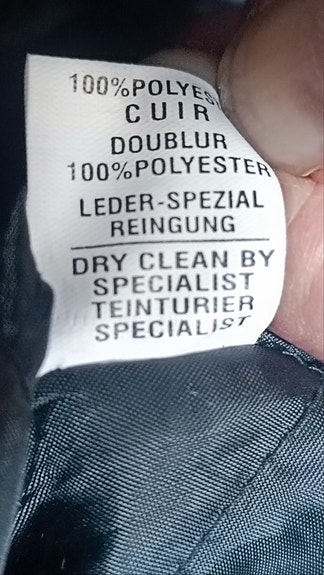 100%POLYES
CUIR
DOUBLUR
100%POLYESTER
LEDER-SPEZIAL
REINGUNG
DRY CLEAN BY
SPECIALIST
TEINTURIER
SPECIALIST